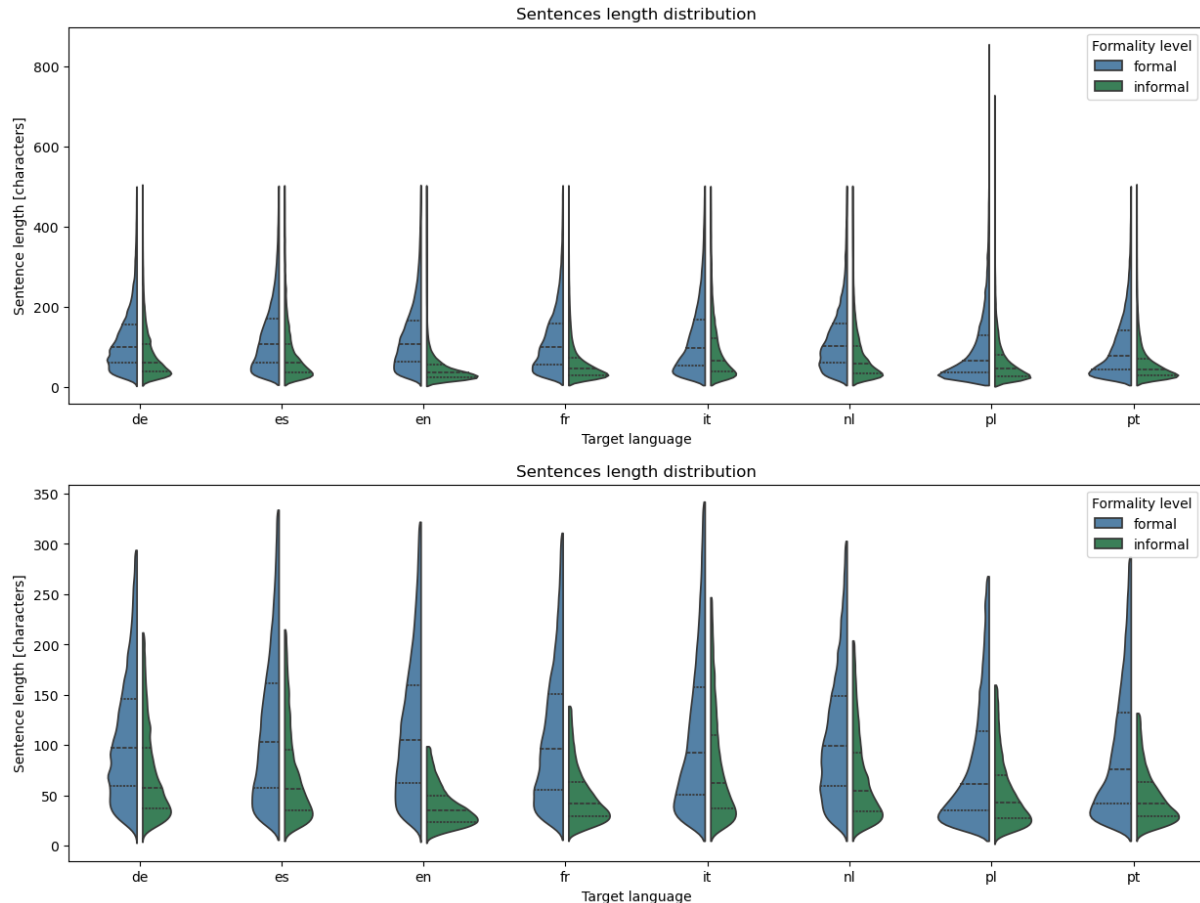 Sentences length distribution
Sentence length [characters]
800
600
400
200
0
Formality level
formal
informal
de es en fr it nl pl pt
Target language
Sentences length distribution
Sentence length [characters]
350
300
250
200
150
100
50
0
Formality level
formal
informal
de es en fr it nl pl pt
Target language